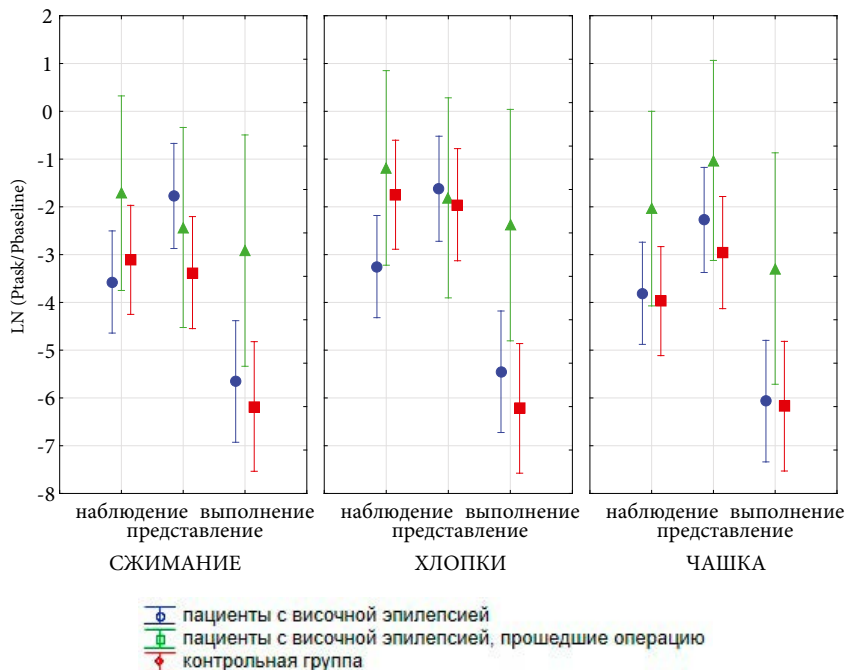 2
1
0
-1
-2
-3
-4
-5
-6
-7
-8
LN (Ptask/Pbaseline)
наблюдение выполнение наблюдение выполнение наблюдение выполнение
представление представление представление
СЖИМАНИЕ ХЛОПКИ ЧАШКА
пациенты с височной эпилепсией
пациенты с височной эпилепсией, прошедшие операцию
контрольная группа